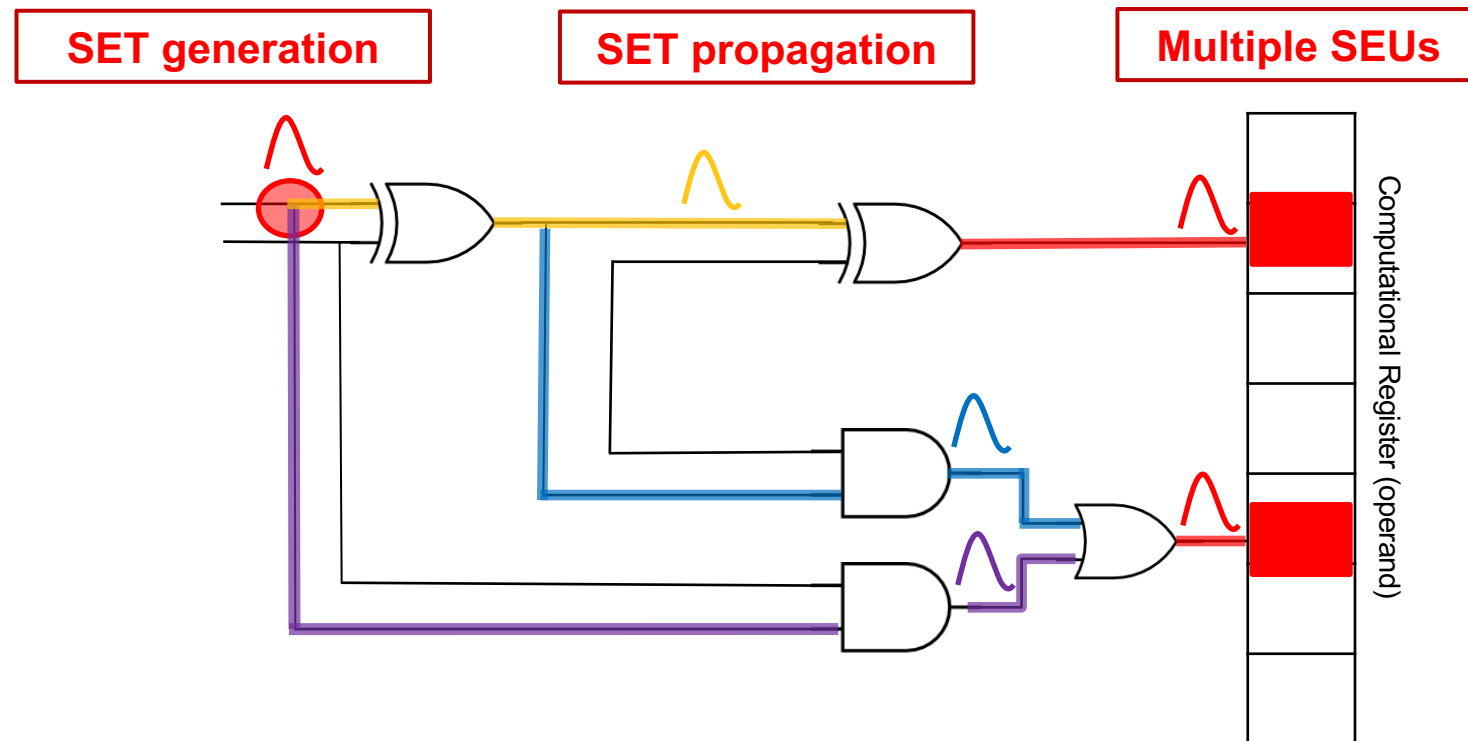 SET generation
SET propagation
Multiple SEUs
Computational Register (operand)